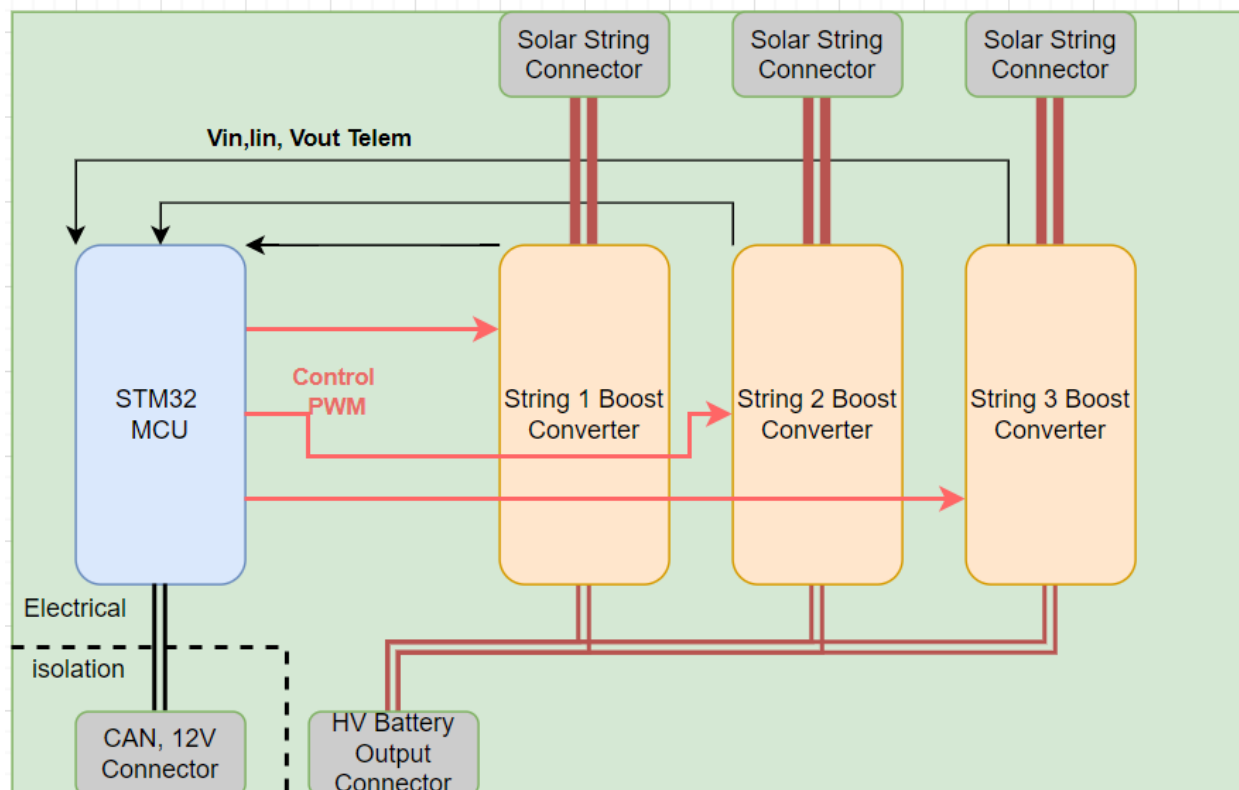 Solar String
Connector
Solar String
Connector
Solar String
Connector
Vin,Iin, Vout Telem
STM32
MCU
Control
PWM
String 1 Boost
Converter
String 2 Boost
Converter
String 3 Boost
Converter
Electrical
isolation
CAN, 12V
Connector
HV Battery
Output
Connector